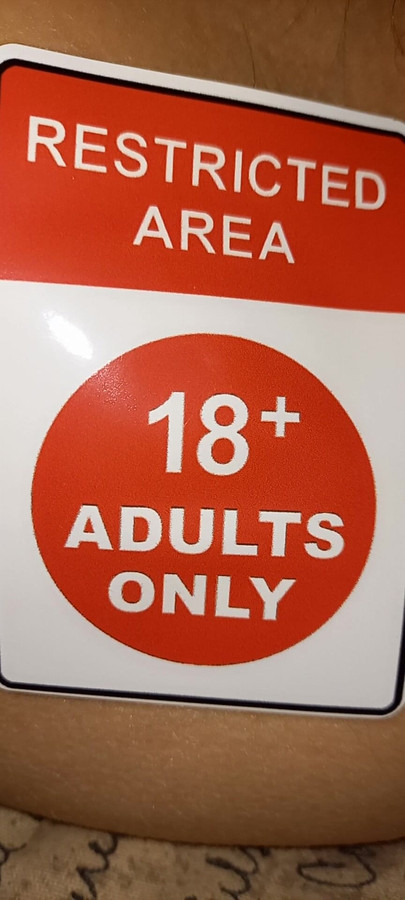 RESTRICTED
AREA
18+
ADULTS
ONLY